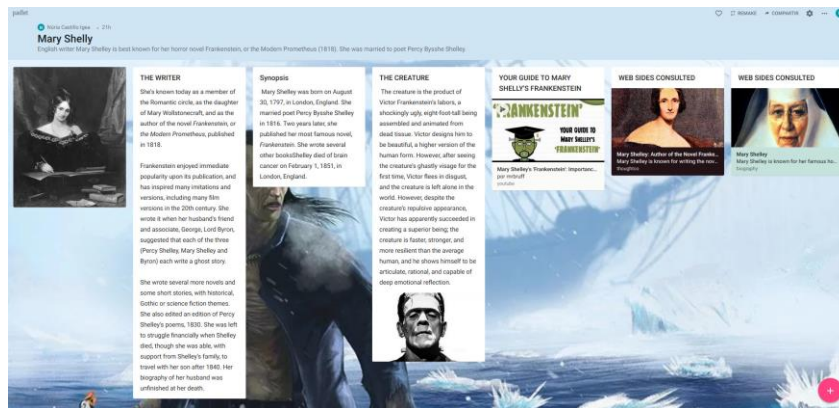 padlet
REMAKE
COMPARTIR
Núria Castillo Igea
21h
Mary Shelly
English writer Mary Shelley is best known for her horror novel Frankenstein, or the Modern Prometheus (1818). She was married to poet Percy Bysshe Shelley.
THE WRITER
She's known today as a member of
the Romantic circle, as the daughter
of Mary Wollstonecraft, and as the
author of the novel Frankenstein, or
the Modern Prometheus, published
in 1818.
Frankenstein enjoyed immediate
popularity upon its publication, and
has inspired many imitations and
versions, including many film
versions in the 20th century. She
wrote it when her husband's friend
and associate, George, Lord Byron,
suggested that each of the three
(Percy Shelley, Mary Shelley and
Byron) each write a ghost story.
She wrote several more novels and
some short stories, with historical,
Gothic or science fiction themes.
She also edited an edition of Percy
Shelley's poems, 1830. She was left
to struggle financially when Shelley
died, though she was able, with
support from Shelley's family, to
travel with her son after 1840. Her
biography of her husband was
unfinished at her death.
Synopsis
Mary Shelley was born on August
30, 1797, in London, England. She
married poet Percy Bysshe Shelley
in 1816. Two years later, she
published her most famous novel,
Frankenstein. She wrote several
other booksShelley died of brain
cancer on February 1, 1851, in
London, England.
THE CREATURE
The creature is the product of
Victor Frankenstein's labors, a
shockingly ugly, eight-foot-tall being
assembled and animated from
dead tissue. Victor designs him to
be beautiful, a higher version of the
human form. However, after seeing
the creature's ghastly visage for the
first time, Victor flees in disgust,
and the creature is left alone in the
world. However, despite the
creature's repulsive appearance,
Victor has apparently succeeded in
creating a superior being; the
creature is faster, stronger, and
more resilient than the average
human, and he shows himself to be
articulate, rational, and capable of
deep emotional reflection.
YOUR GUIDE TO MARY
SHELLY'S FRANKENSTEIN
RANKENSTEIN'
YOUR GUIDE TO
MARY SHELLEY'S
'FRANKENSTEIN'
Mary Shelley's 'Frankenstein': Importanc...
youtube
WEB SIDES CONSULTED
Mary Shelley: Author of the Novel Franke...
Mary Shelley is known for writing the nov...
thoughtco
WEB SIDES CONSULTED
Mary Shelley
Mary Shelley is known for her famous ho...
biography